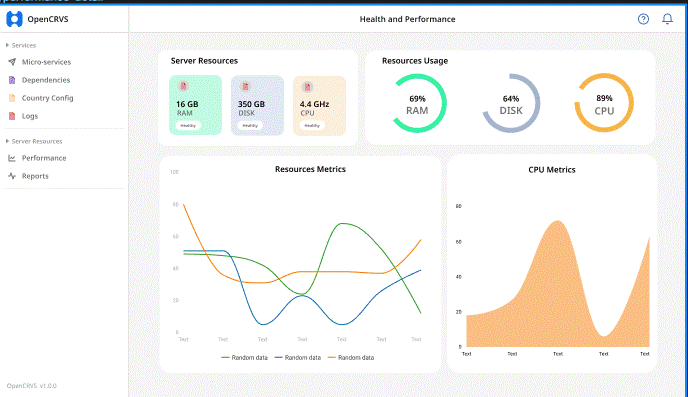 performance-detail
OpenCRVS
Health and Performance
Services
Micro-services
Dependencies
Country Config
Logs
Server Resources
Performance
Reports
OpenCRVS v1.0.0
Server Resources
16 GB
RAM
Healthy
350 GB
DISK
Healthy
4.4 GHz
CPU
Healthy
Resources Usage
69%
RAM
64%
DISK
89%
CPU
Resources Metrics
100
80
60
40
20
0
Text Text Text Text Text Text Text
Random data Random data Random data
CPU Metrics
80
60
40
20
0
Text Text Text Text Text